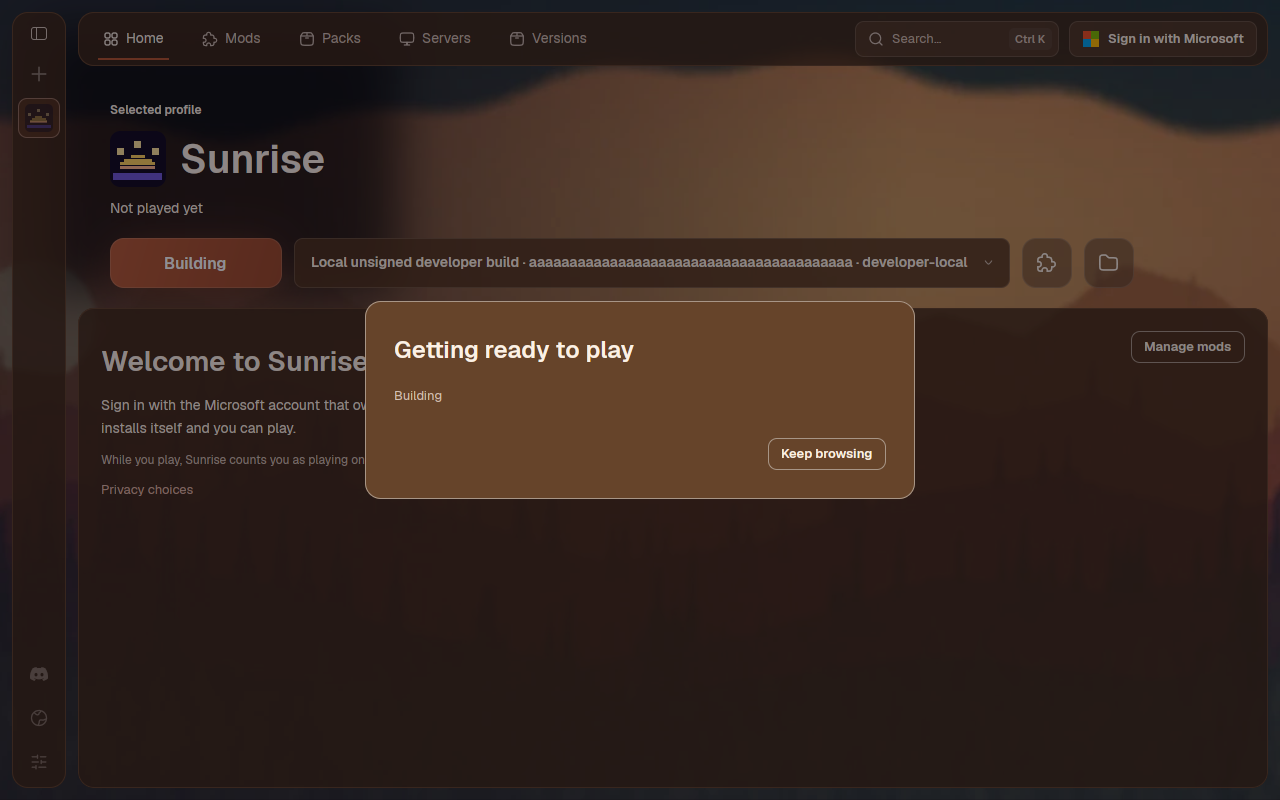 Home
Mods
Packs
Servers
Versions
Search...
Ctrl K
Sign in with Microsoft
Selected profile
Sunrise
Not played yet
Building
Local unsigned developer build · aaaaaaaaaaaaaaaaaaaaaaaaaaaaaaaaaaaaaaaa · developer-local
Welcome to Sunrise
Manage mods
Sign in with the Microsoft account that
installs itself and you can play.
While you play, Sunrise counts you as playing on
Privacy choices
Getting ready to play
Building
Keep browsing